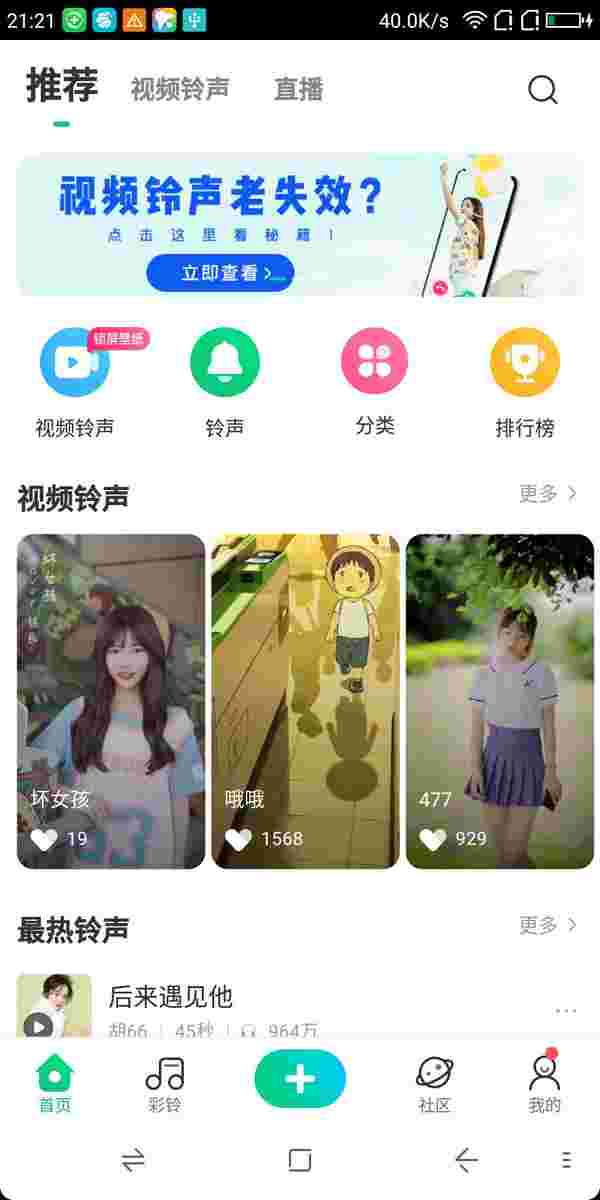 21:21
40.0K/s
推荐 视频铃声 直播
视频铃声老失效?
点击这里看秘籍!
立即查看
锁屏壁纸
视频铃声 铃声 分类 排行榜
视频铃声 更多
坏女孩
19
哦哦
1568
477
929
最热铃声 更多
后来遇见他
胡66 45秒 964万
首页 彩铃 社区 我的